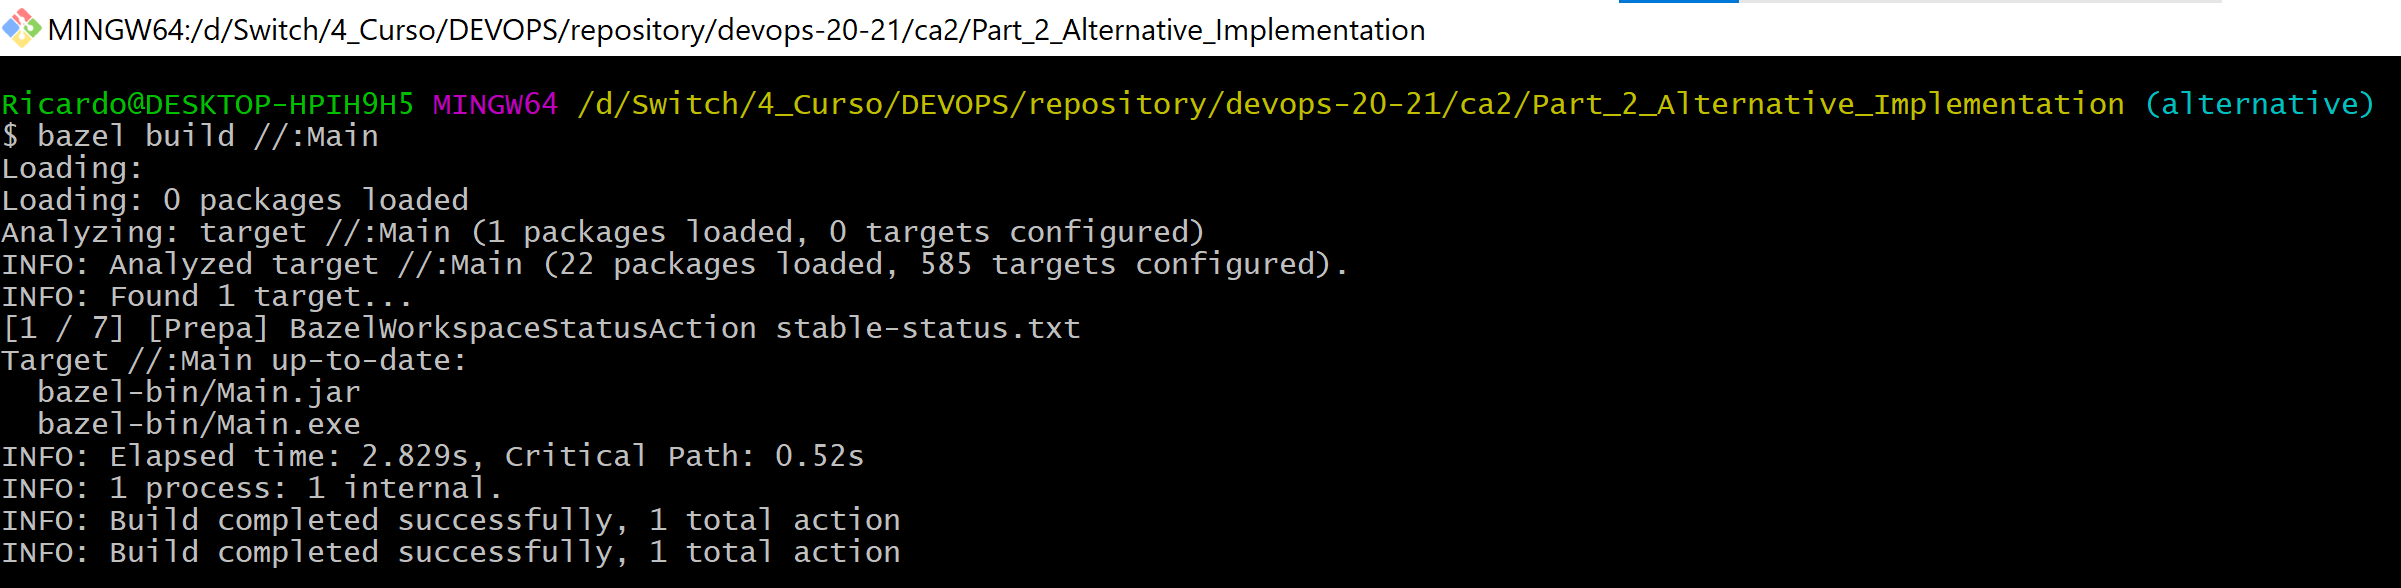 MINGW64:/d/Switch/4_Curso/DEVOPS/repository/devops-20-21/ca2/Part_2_Alternative_Implementation
Ricardo@DESKTOP-HPIH9H5 MINGW64 /d/Switch/4_Curso/DEVOPS/repository/devops-20-21/ca2/Part_2_Alternative_Implementation (alternative)
$ bazel build //:Main
Loading:
Loading: 0 packages loaded
Analyzing: target //:Main (1 packages loaded, 0 targets configured)
INFO: Analyzed target //:Main (22 packages loaded, 585 targets configured).
INFO: Found 1 target...
[1 / 7] [Prepa] BazelWorkspaceStatusAction stable-status.txt
Target //:Main up-to-date:
  bazel-bin/Main.jar
  bazel-bin/Main.exe
INFO: Elapsed time: 2.829s, Critical Path: 0.52s
INFO: 1 process: 1 internal.
INFO: Build completed successfully, 1 total action
INFO: Build completed successfully, 1 total action